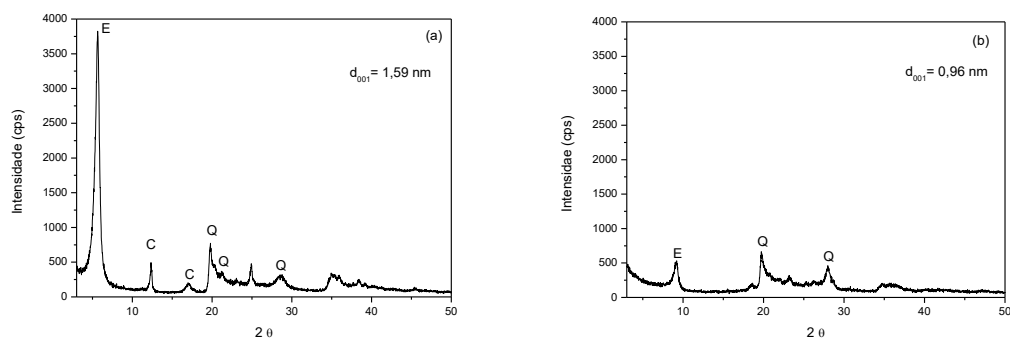 4000
3500
3000
2500
2000
1500
1000
500
0
Intensidade (cps)
E
C
C
Q
Q
Q
(a)
d001= 1,59 nm
10 20 30 40 50
2 θ
4000
3500
3000
2500
2000
1500
1000
500
0
Intensidae (cps)
E
Q
Q
(b)
d001= 0,96 nm
10 20 30 40 50
2 θ